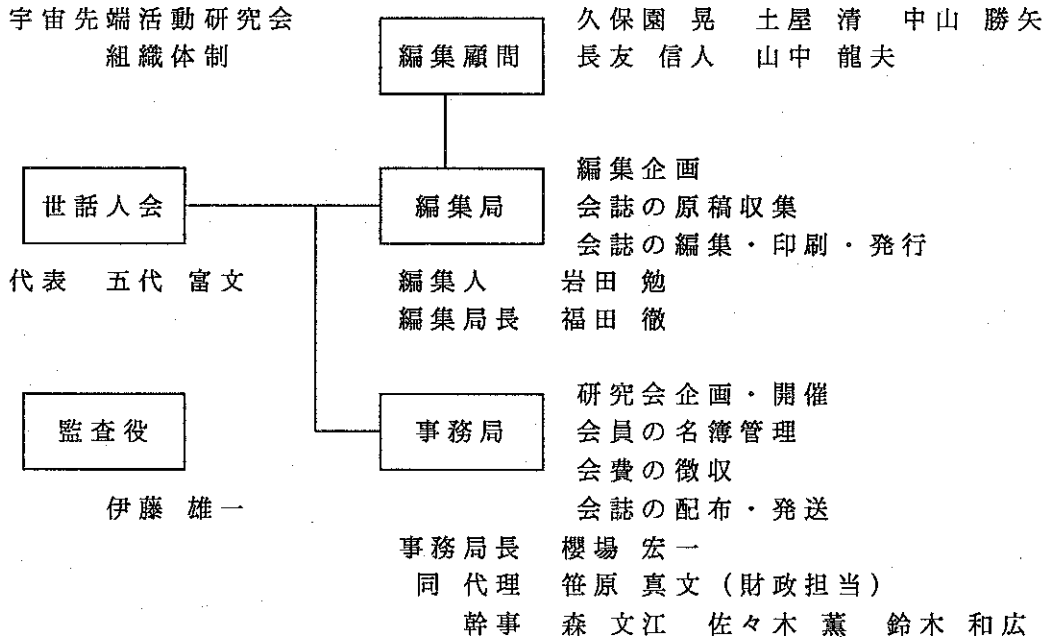 宇宙先端活動研究会
組織体制
編集顧問
久保園 晃 土屋 清 中山 勝矢
長友 信人 山中 龍夫
世話人会
代表 五代 富文
編集局
編集企画
会誌の原稿収集
会誌の編集・印刷・発行
編集人 岩田 勉
編集局長 福田 徹
監査役
伊藤 雄一
事務局
研究会企画・開催
会員の名簿管理
会費の徴収
会誌の配布・発送
事務局長 櫻場 宏一
同 代理 笹原 真文(財政担当)
幹事 森 文江 佐々木 薫 鈴木 和広